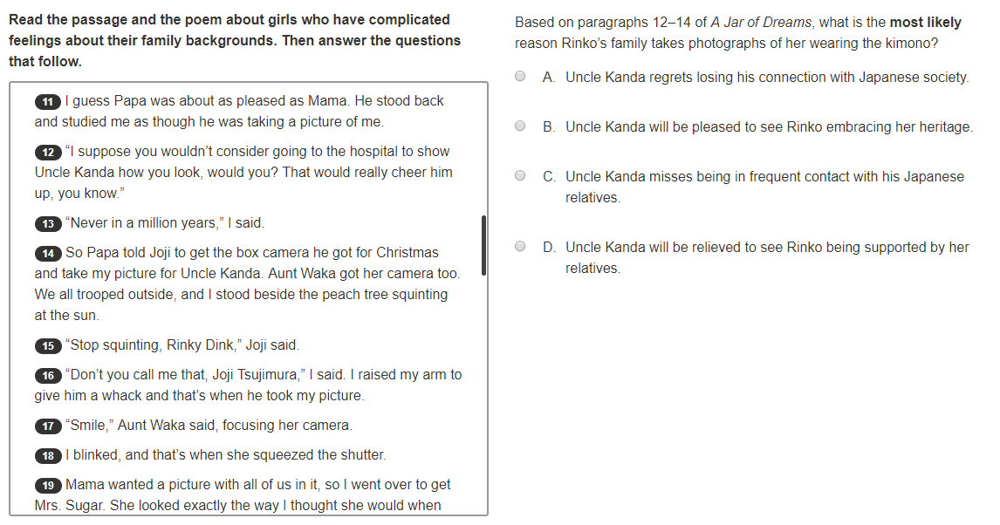 Read the passage and the poem about girls who have complicated
feelings about their family backgrounds. Then answer the questions
that follow.
11 I guess Papa was about as pleased as Mama. He stood back
and studied me as though he was taking a picture of me.
12 “I suppose you wouldn’t consider going to the hospital to show
Uncle Kanda how you look, would you? That would really cheer him
up, you know.”
13 “Never in a million years,” I said.
14 So Papa told Joji to get the box camera he got for Christmas
and take my picture for Uncle Kanda. Aunt Waka got her camera too.
We all trooped outside, and I stood beside the peach tree squinting
at the sun.
15 “Stop squinting, Rinky Dink,” Joji said.
16 “Don’t you call me that, Joji Tsujimura,” I said. I raised my arm to
give him a whack and that’s when he took my picture.
17 “Smile,” Aunt Waka said, focusing her camera.
18 I blinked, and that’s when she squeezed the shutter.
19 Mama wanted a picture with all of us in it, so I went over to get
Mrs. Sugar. She looked exactly the way I thought she would when
Based on paragraphs 12–14 of A Jar of Dreams, what is the most likely
reason Rinko’s family takes photographs of her wearing the kimono?
A. Uncle Kanda regrets losing his connection with Japanese society.
B. Uncle Kanda will be pleased to see Rinko embracing her heritage.
C. Uncle Kanda misses being in frequent contact with his Japanese
relatives.
D. Uncle Kanda will be relieved to see Rinko being supported by her
relatives.